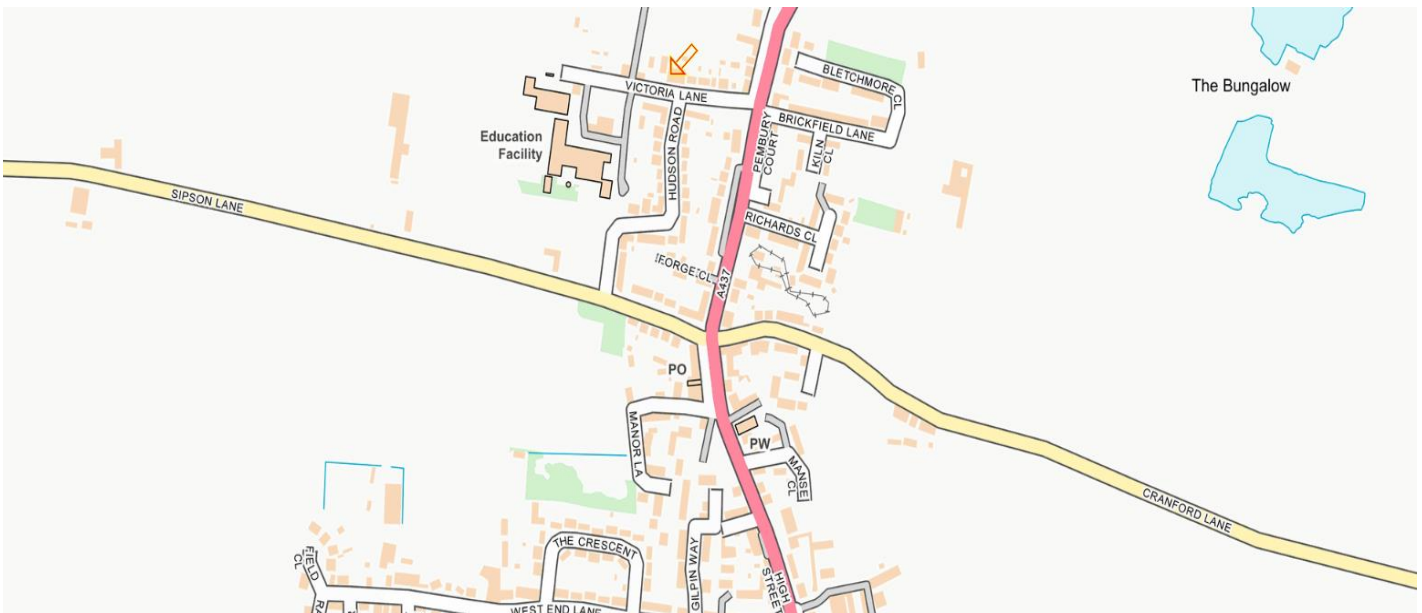 BLETCHMORE CL
The Bungalow
VICTORIA LANE
BRICKFIELD LANE
Education
Facility
HUDSON ROAD
PEMBURY
COURT
KILN
CL
SIPSON LANE
RICHARDS CL
FORGE CL
A437
PO
MANOR LA
PW
MANSE
CL
CRANFORD LANE
THE CRESCENT
FIELD
CL
GILPIN WAY
HIGH
STREET
WEST END LANE